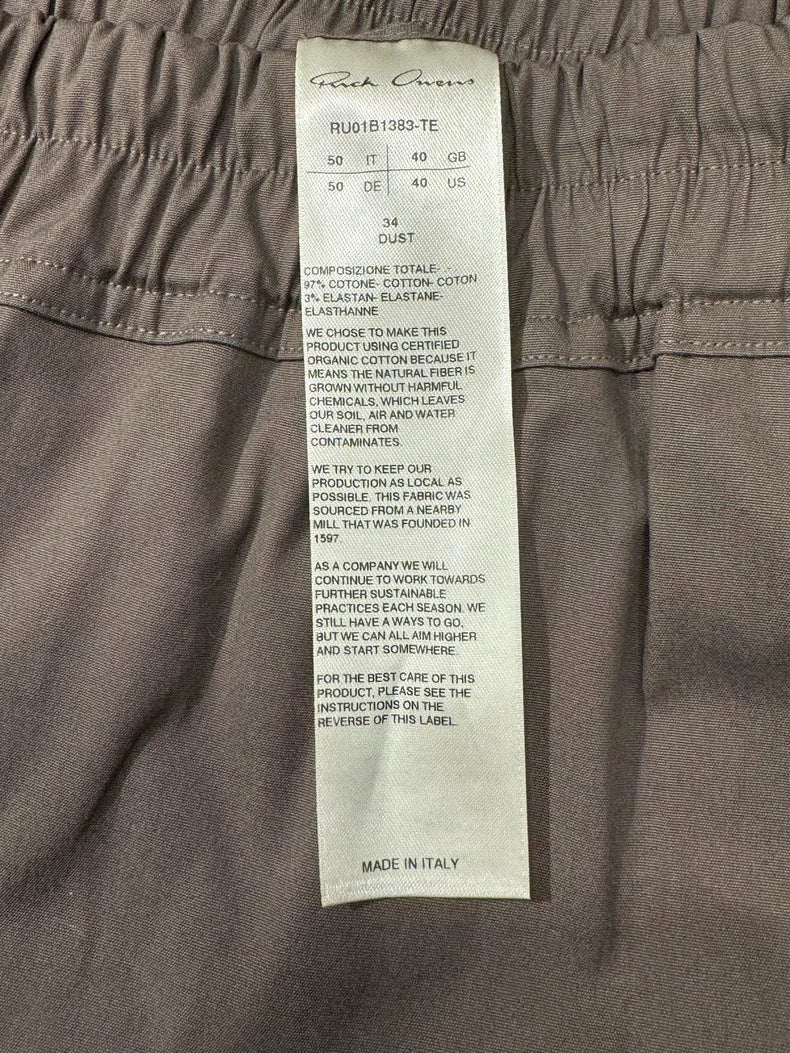 Rick Owens
RU01B1383-TE
50 IT 40 GB
50 DE 40 US
34
DUST
COMPOSIZIONE TOTALE- -
97% COTONE- COTTON- COTON
3% ELASTAN- ELASTANE-
ELASTHANNE
WE CHOSE TO MAKE THIS
PRODUCT USING CERTIFIED
ORGANIC COTTON BECAUSE IT
MEANS THE NATURAL FIBER IS
GROWN WITHOUT HARMFUL
CHEMICALS, WHICH LEAVES
OUR SOIL, AIR AND WATER
CLEANER FROM
CONTAMINATES.
WE TRY TO KEEP OUR
PRODUCTION AS LOCAL AS
POSSIBLE. THIS FABRIC WAS
SOURCED FROM A NEARBY
MILL THAT WAS FOUNDED IN
1597.
AS A COMPANY WE WILL
CONTINUE TO WORK TOWARDS
FURTHER SUSTAINABLE
PRACTICES EACH SEASON. WE
STILL HAVE A WAYS TO GO,
BUT WE CAN ALL AIM HIGHER
AND START SOMEWHERE.
FOR THE BEST CARE OF THIS
PRODUCT, PLEASE SEE THE
INSTRUCTIONS ON THE
REVERSE OF THIS LABEL.
MADE IN ITALY